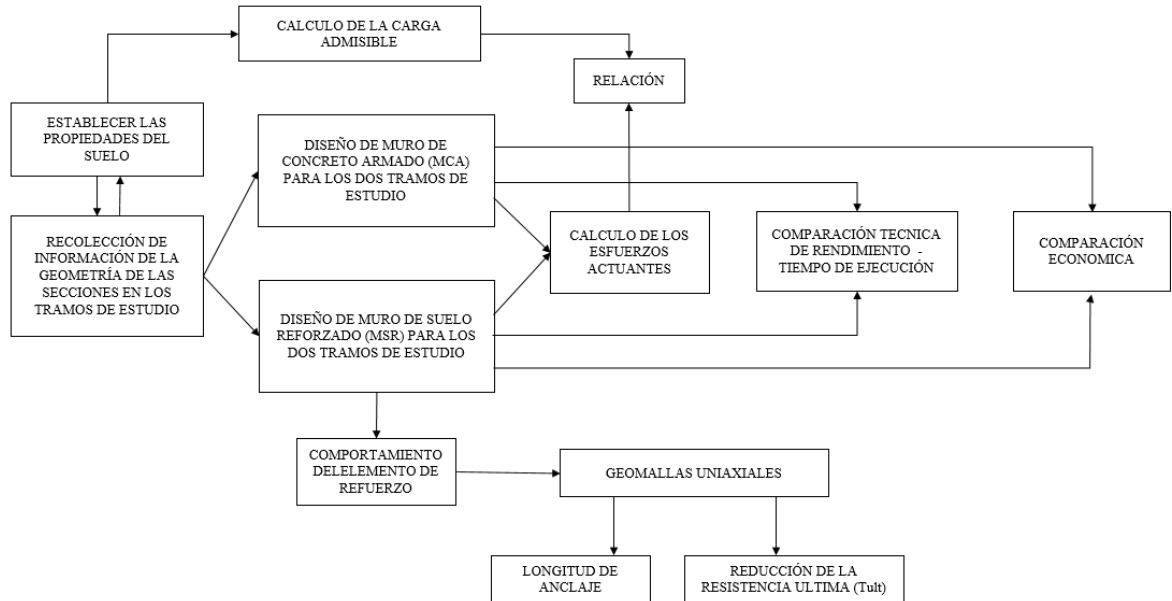 CALCULO DE LA CARGA
ADMISIBLE
RELACIÓN
ESTABLECER LAS
PROPIEDADES DEL
SUELO
DISEÑO DE MURO DE
CONCRETO ARMADO (MCA)
PARA LOS DOS TRAMOS DE
ESTUDIO
RECOLECCIÓN DE
INFORMACIÓN DE LA
GEOMETRÍA DE LAS
SECCIONES EN LOS
TRAMOS DE ESTUDIO
CALCULO DE LOS
ESFUERZOS
ACTUANTES
COMPARACIÓN TECNICA
DE RENDIMIENTO -
TIEMPO DE EJECUCIÓN
COMPARACIÓN
ECONOMICA
DISEÑO DE MURO DE SUELO
REFORZADO (MSR) PARA LOS
DOS TRAMOS DE ESTUDIO
COMPORTAMIENTO
DELELEMENTO DE
REFUERZO
GEOMALLAS UNIAXIALES
LONGITUD DE
ANCLAJE
REDUCCIÓN DE LA
RESISTENCIA ULTIMA (Tult)